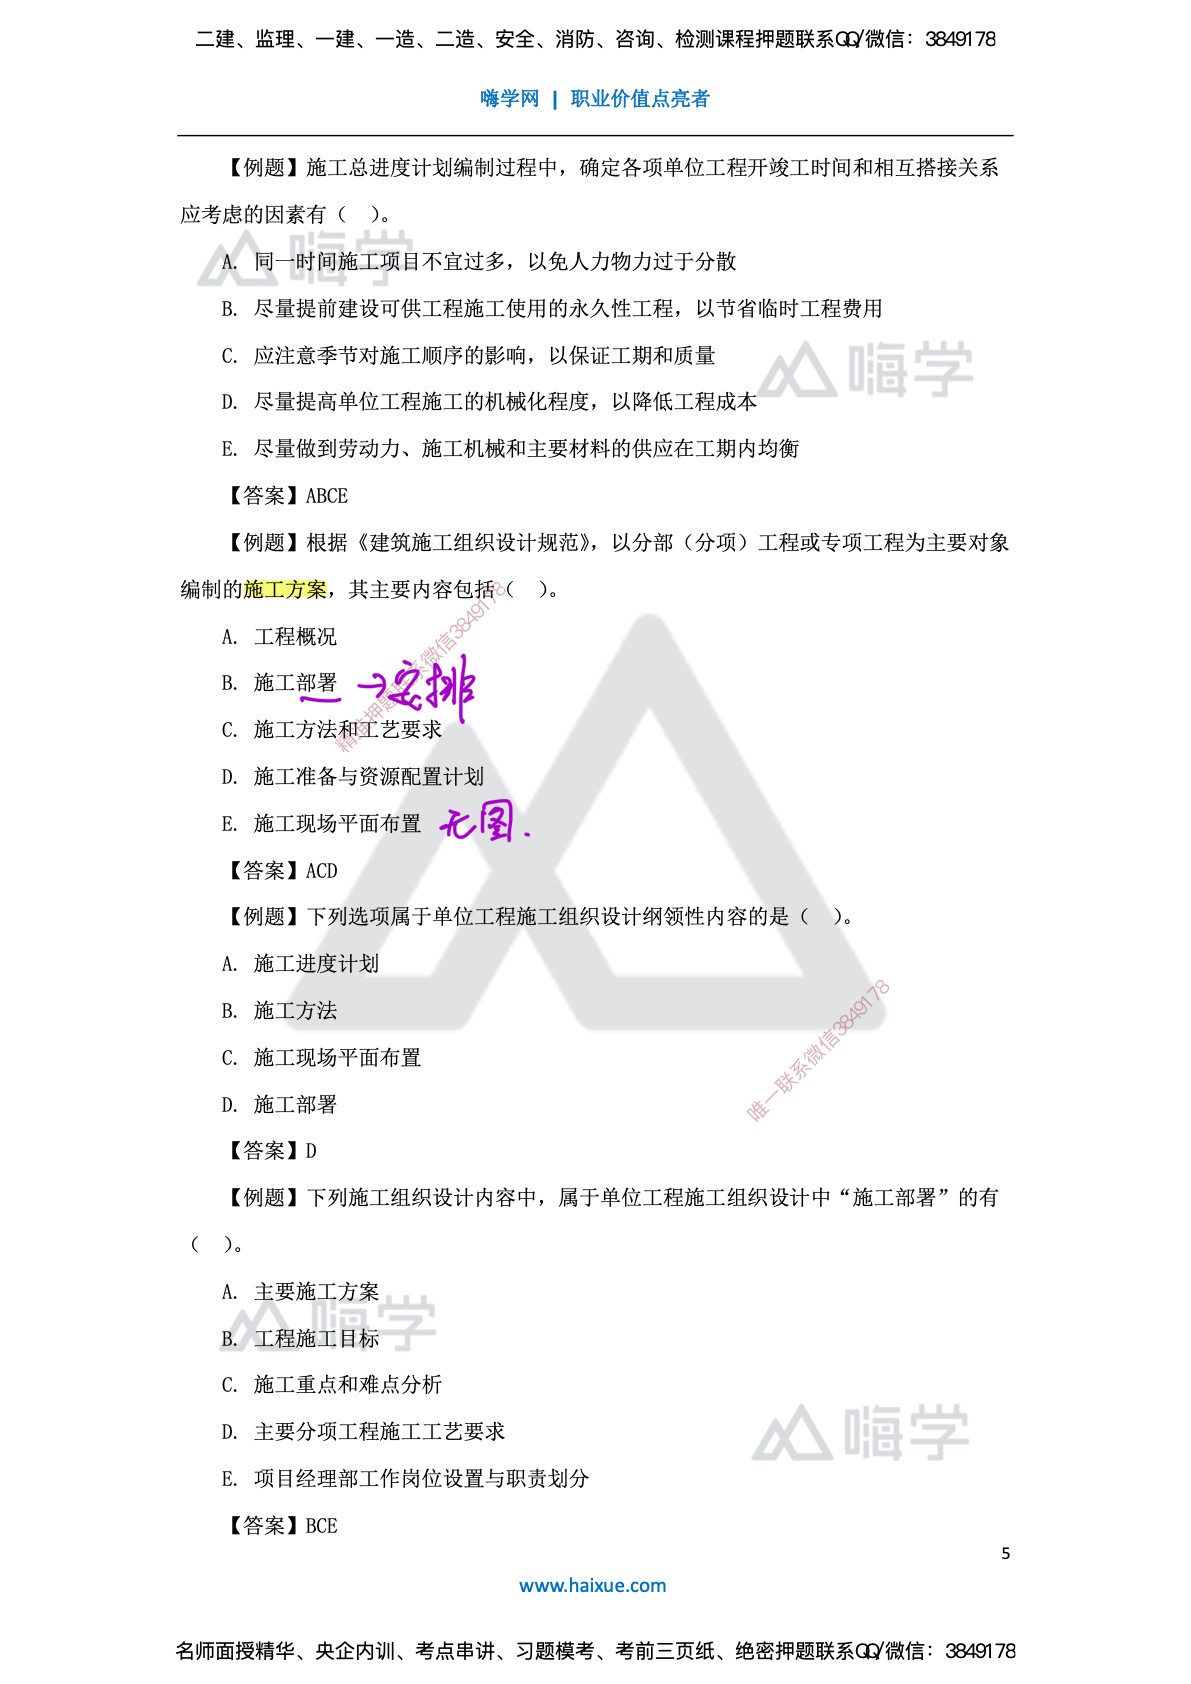 二建、监理、一建、一造、二造、安全、消防、咨询、检测课程押题联系QQ/微信：3849178
嗨学网 | 职业价值点亮者
【例题】施工总进度计划编制过程中，确定各项单位工程开竣工时间和相互搭接关系
应考虑的因素有（ ）。
嗨学
A. 同一时间施工项目不宜过多，以免人力物力过于分散
B. 尽量提前建设可供工程施工使用的永久性工程，以节省临时工程费用
C. 应注意季节对施工顺序的影响，以保证工期和质量
嗨学
D. 尽量提高单位工程施工的机械化程度，以降低工程成本
E. 尽量做到劳动力、施工机械和主要材料的供应在工期内均衡
【答案】ABCE
【例题】根据《建筑施工组织设计规范》，以分部（分项）工程或专项工程为主要对象
编制的施工方案，其主要内容包括（ ）。
A. 工程概况
精准押题联系微信3849178
B. 施工部署 →安排
C. 施工方法和工艺要求
D. 施工准备与资源配置计划
E. 施工现场平面布置 无图.
【答案】ACD
【例题】下列选项属于单位工程施工组织设计纲领性内容的是（ ）。
A. 施工进度计划
B. 施工方法
C. 施工现场平面布置
唯一联系微信3849178
D. 施工部署
【答案】D
【例题】下列施工组织设计内容中，属于单位工程施工组织设计中“施工部署”的有
（ ）。
A. 主要施工方案
嗨学
B. 工程施工目标
C. 施工重点和难点分析
嗨学
D. 主要分项工程施工工艺要求
E. 项目经理部工作岗位设置与职责划分
【答案】BCE
5
www.haixue.com
名师面授精华、央企内训、考点串讲、习题模考、考前三页纸、绝密押题联系QQ/微信：3849178